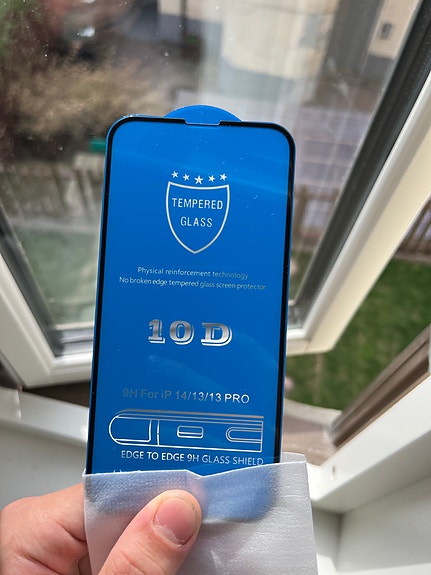 TEMPERED
GLASS
Physical reinforcement technology
No broken edge tempered glass screen protector
10D
9H For iP 14/13/13 PRO
EDGE TO EDGE 9H GLASS SHIELD